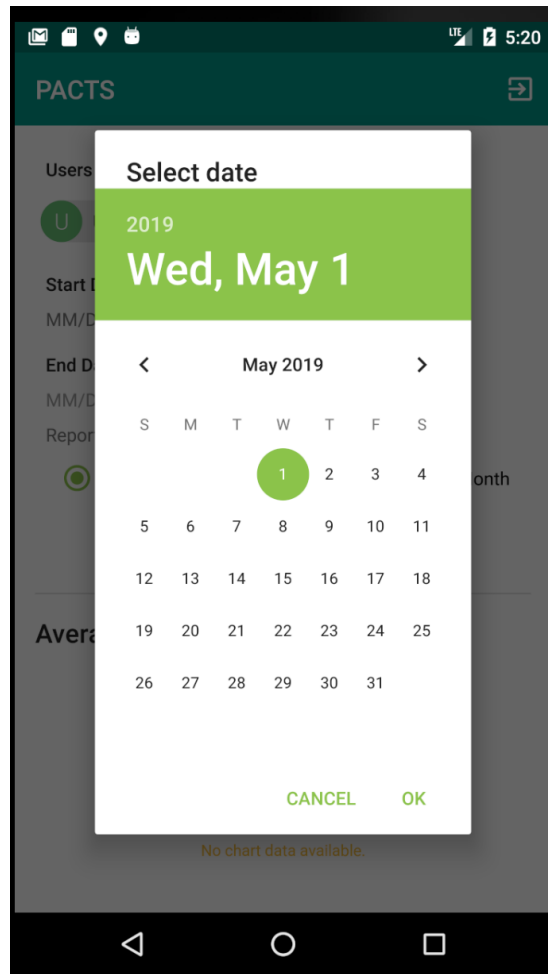 LTE 5:20
PACTS
Users
U
Start
MM/D
End D
MM/D
Repor
onth
Avera
Select date
2019
Wed, May 1
May 2019
S M T W T F S
1 2 3 4
5 6 7 8 9 10 11
12 13 14 15 16 17 18
19 20 21 22 23 24 25
26 27 28 29 30 31
CANCEL OK
No chart data available.